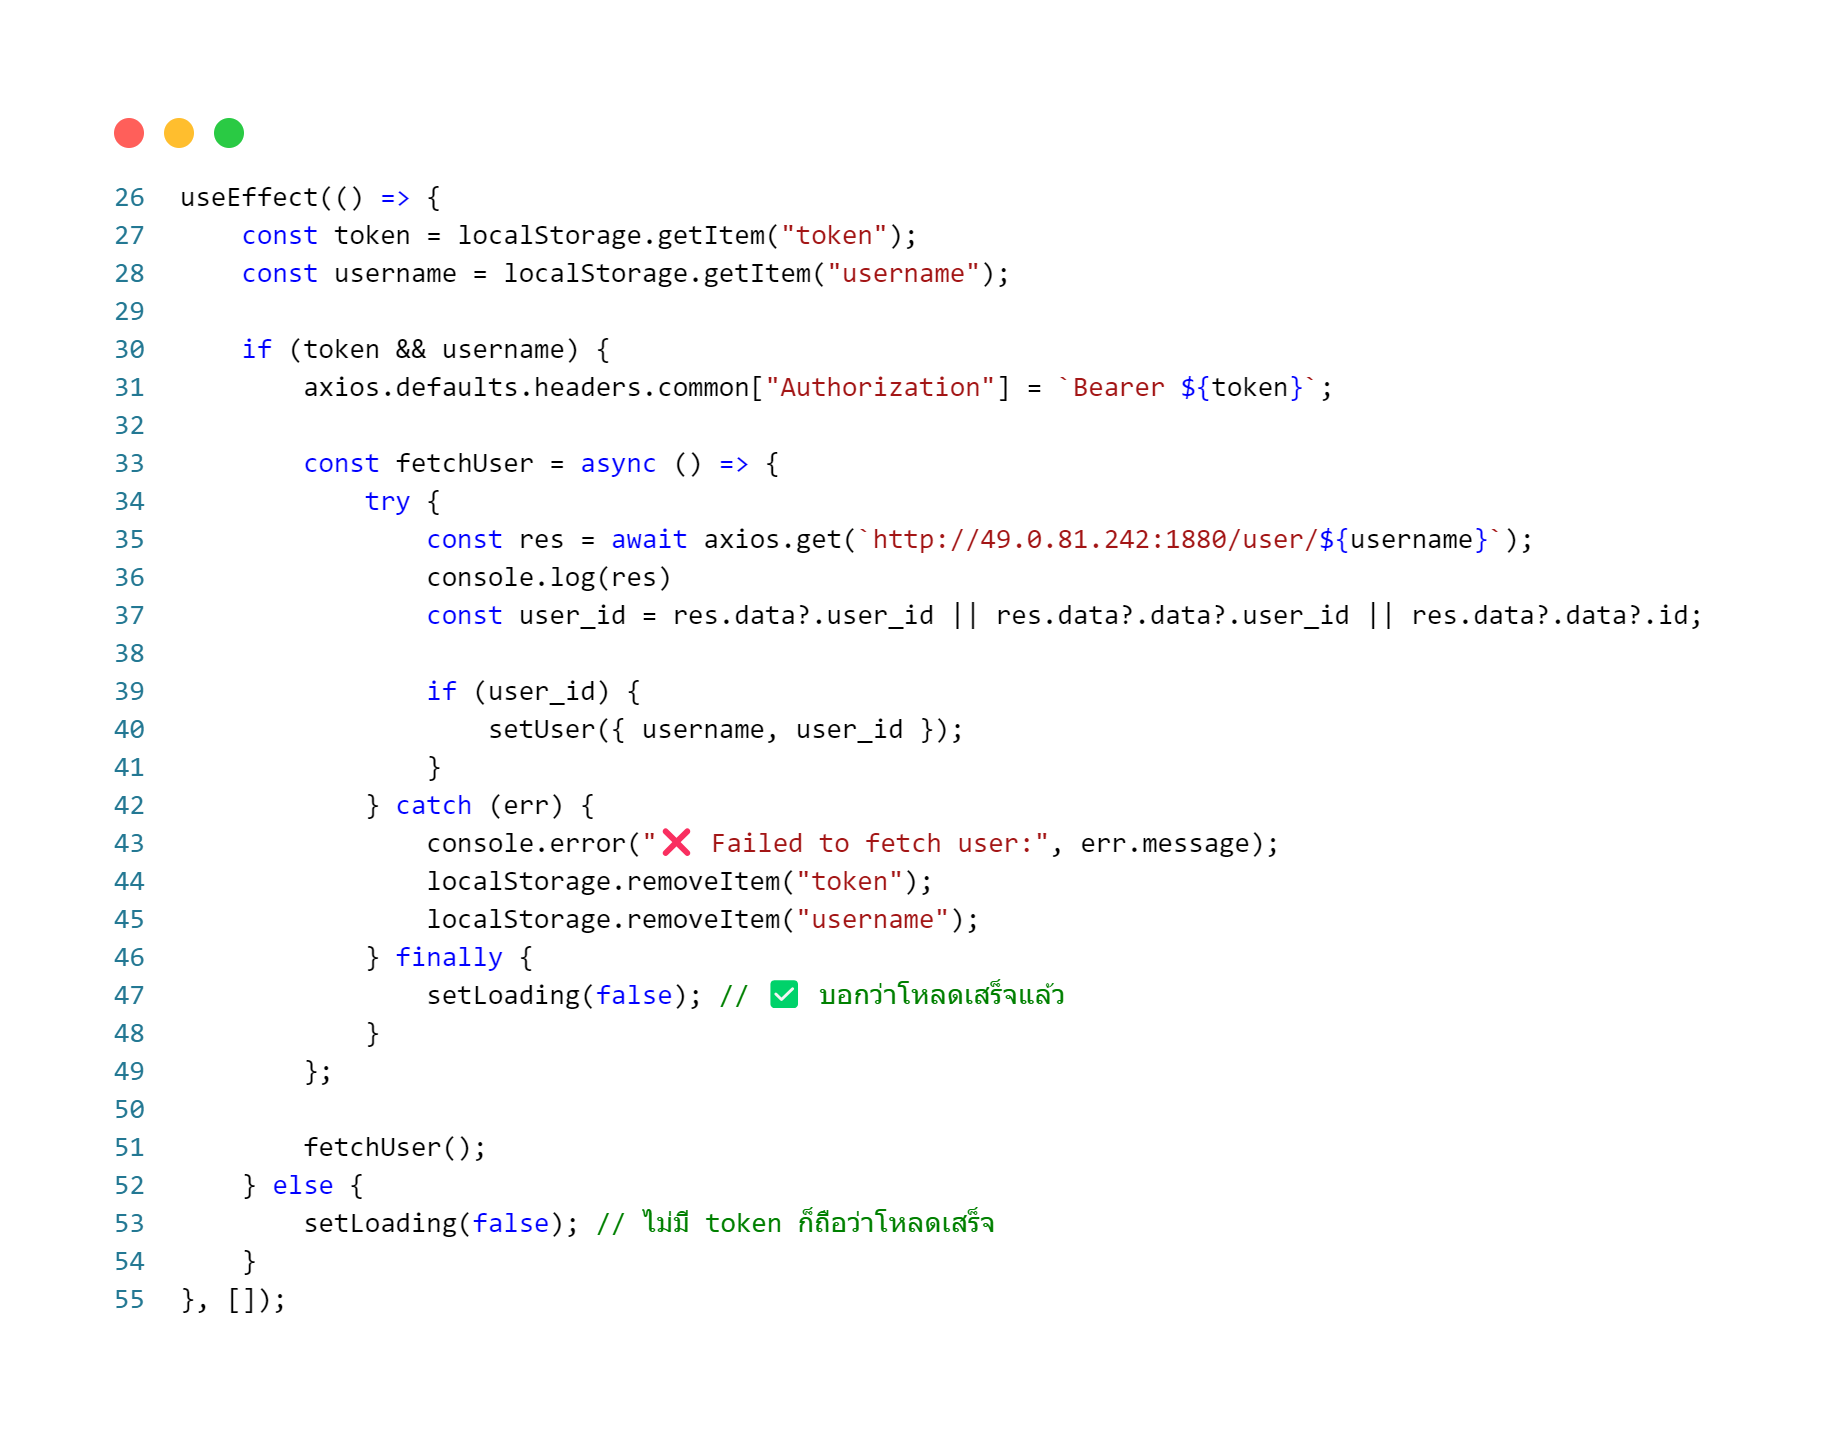 26 useEffect(() => {
27     const token = localStorage.getItem("token");
28     const username = localStorage.getItem("username");
29
30     if (token && username) {
31         axios.defaults.headers.common["Authorization"] = `Bearer ${token}`;
32
33         const fetchUser = async () => {
34             try {
35                 const res = await axios.get(`http://49.0.81.242:1880/user/${username}`);
36                 console.log(res)
37                 const user_id = res.data?.user_id || res.data?.data?.user_id || res.data?.data?.id;
38
39                 if (user_id) {
40                     setUser({ username, user_id });
41                 }
42             } catch (err) {
43                 console.error("❌ Failed to fetch user:", err.message);
44                 localStorage.removeItem("token");
45                 localStorage.removeItem("username");
46             } finally {
47                 setLoading(false); // ✅ บอกว่าโหลดเสร็จแล้ว
48             }
49         };
50
51         fetchUser();
52     } else {
53         setLoading(false); // ไม่มี token ก็ถือว่าโหลดเสร็จ
54     }
55 }, []);